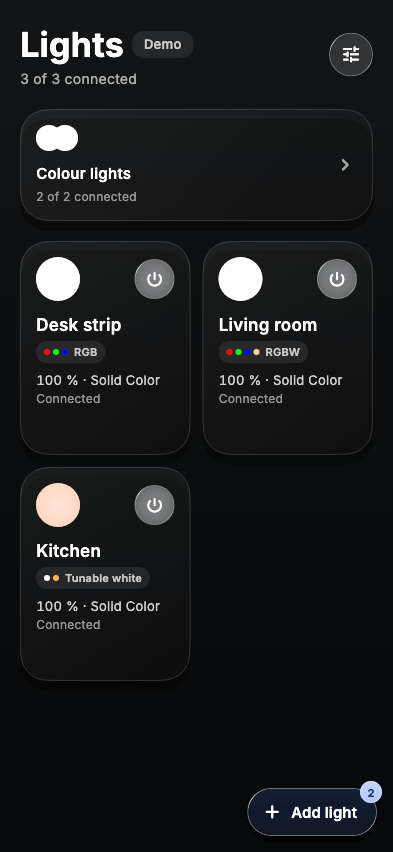 Lights Demo
3 of 3 connected
Colour lights
2 of 2 connected
Desk strip
RGB
100 % · Solid Color
Connected
Living room
RGBW
100 % · Solid Color
Connected
Kitchen
Tunable white
100 % · Solid Color
Connected
2
+ Add light